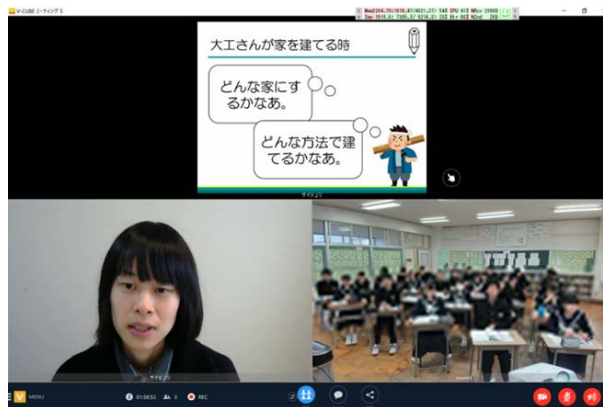 V-CUBE ミーティング 5
大工さんが家を建てる時
どんな家にす
るかなあ。
どんな方法で建
てるかなあ。
MENU
01:54:52
REC